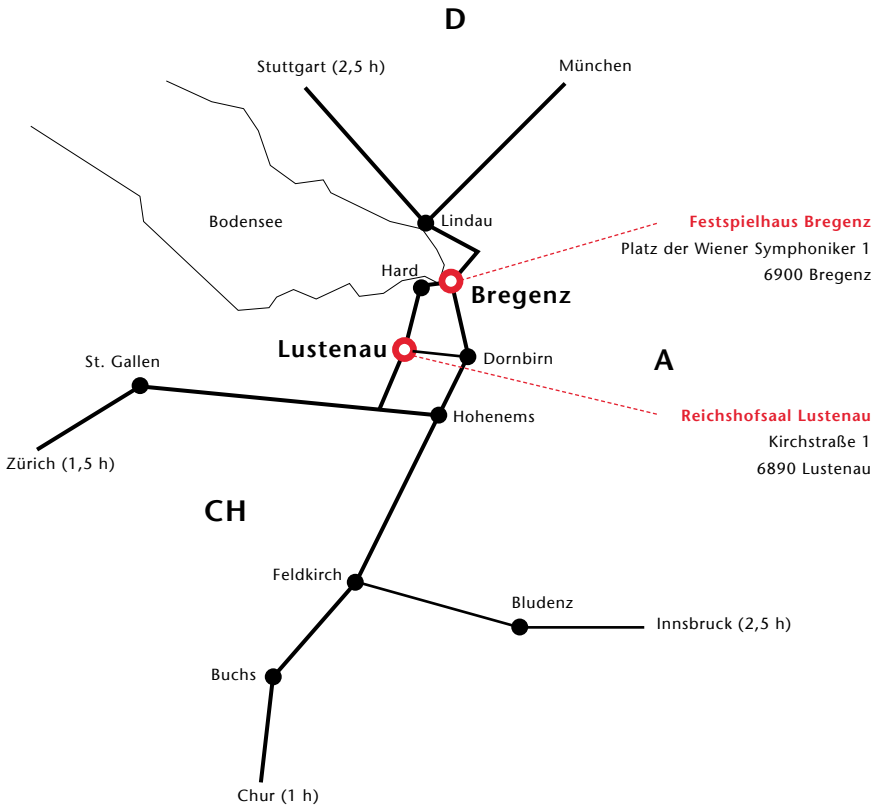 D
Stuttgart (2,5 h)
München
Bodensee
Lindau
Festspielhaus Bregenz
Platz der Wiener Symphoniker 1
6900 Bregenz
Hard
Bregenz
Lustenau
Dornbirn
A
St. Gallen
Hohenems
Reichshofsaal Lustenau
Kirchstraße 1
6890 Lustenau
Zürich (1,5 h)
CH
Feldkirch
Bludenz
Innsbruck (2,5 h)
Buchs
Chur (1 h)